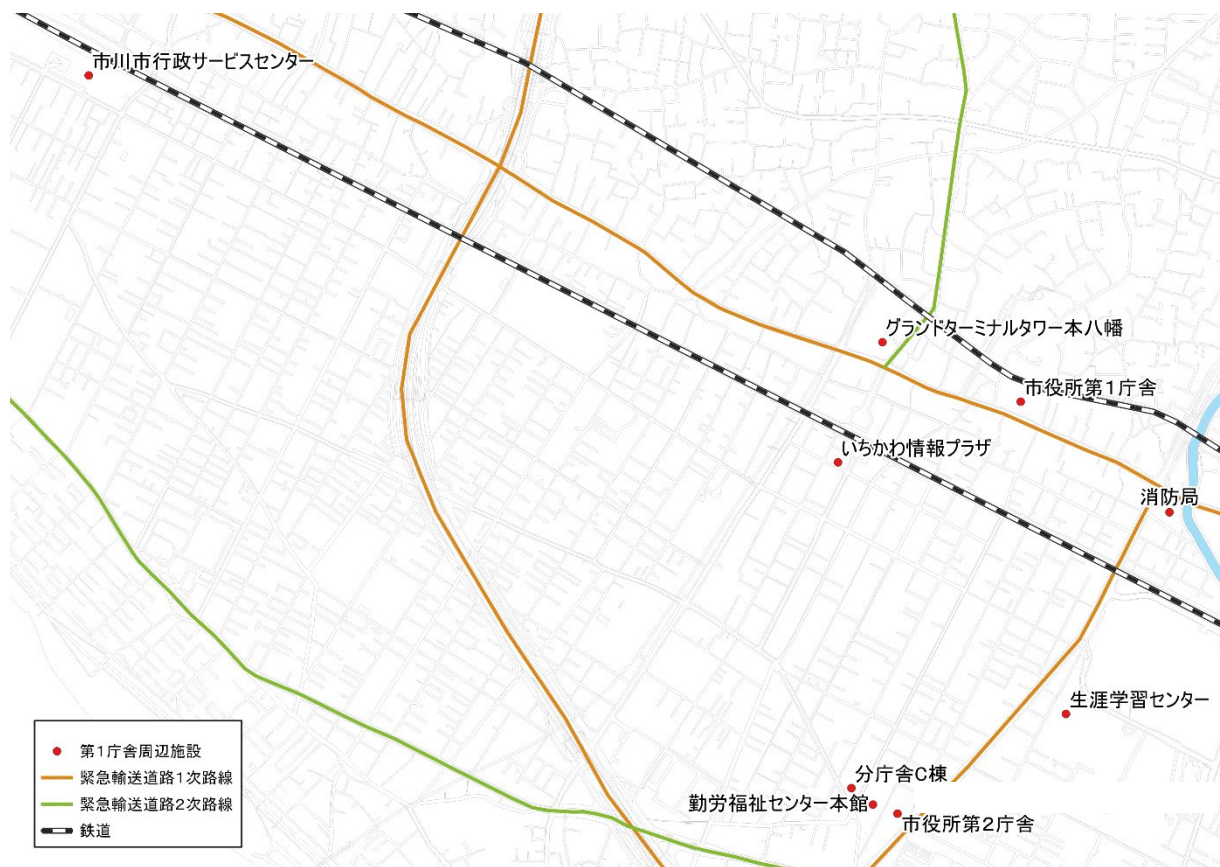 市川市行政サービスセンター
グランドターミナルタワー本八幡
市役所第1庁舎
いちかわ情報プラザ
消防局
生涯学習センター
分庁舎C棟
勤労福祉センター本館
市役所第2庁舎
第1庁舎周辺施設
緊急輸送道路1次路線
緊急輸送道路2次路線
鉄道